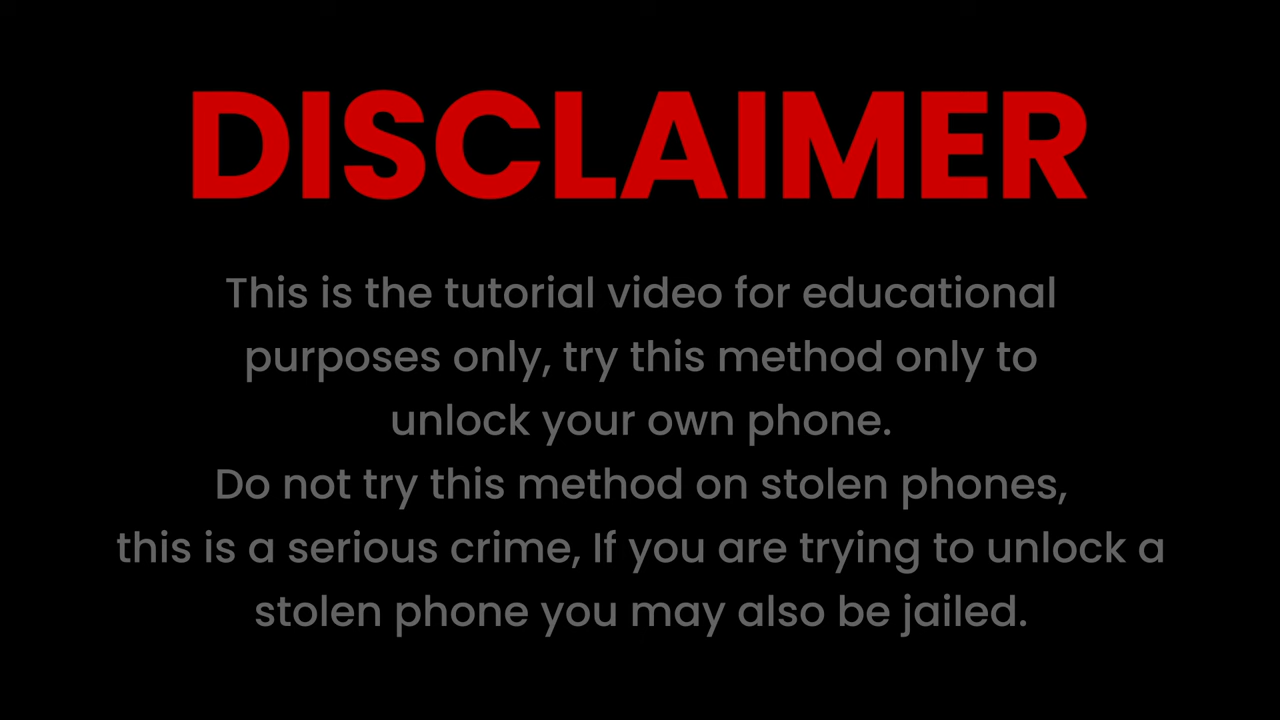 DISCLAIMER
This is the tutorial video for educational
purposes only, try this method only to
unlock your own phone.
Do not try this method on stolen phones,
this is a serious crime, If you are trying to unlock a
stolen phone you may also be jailed.